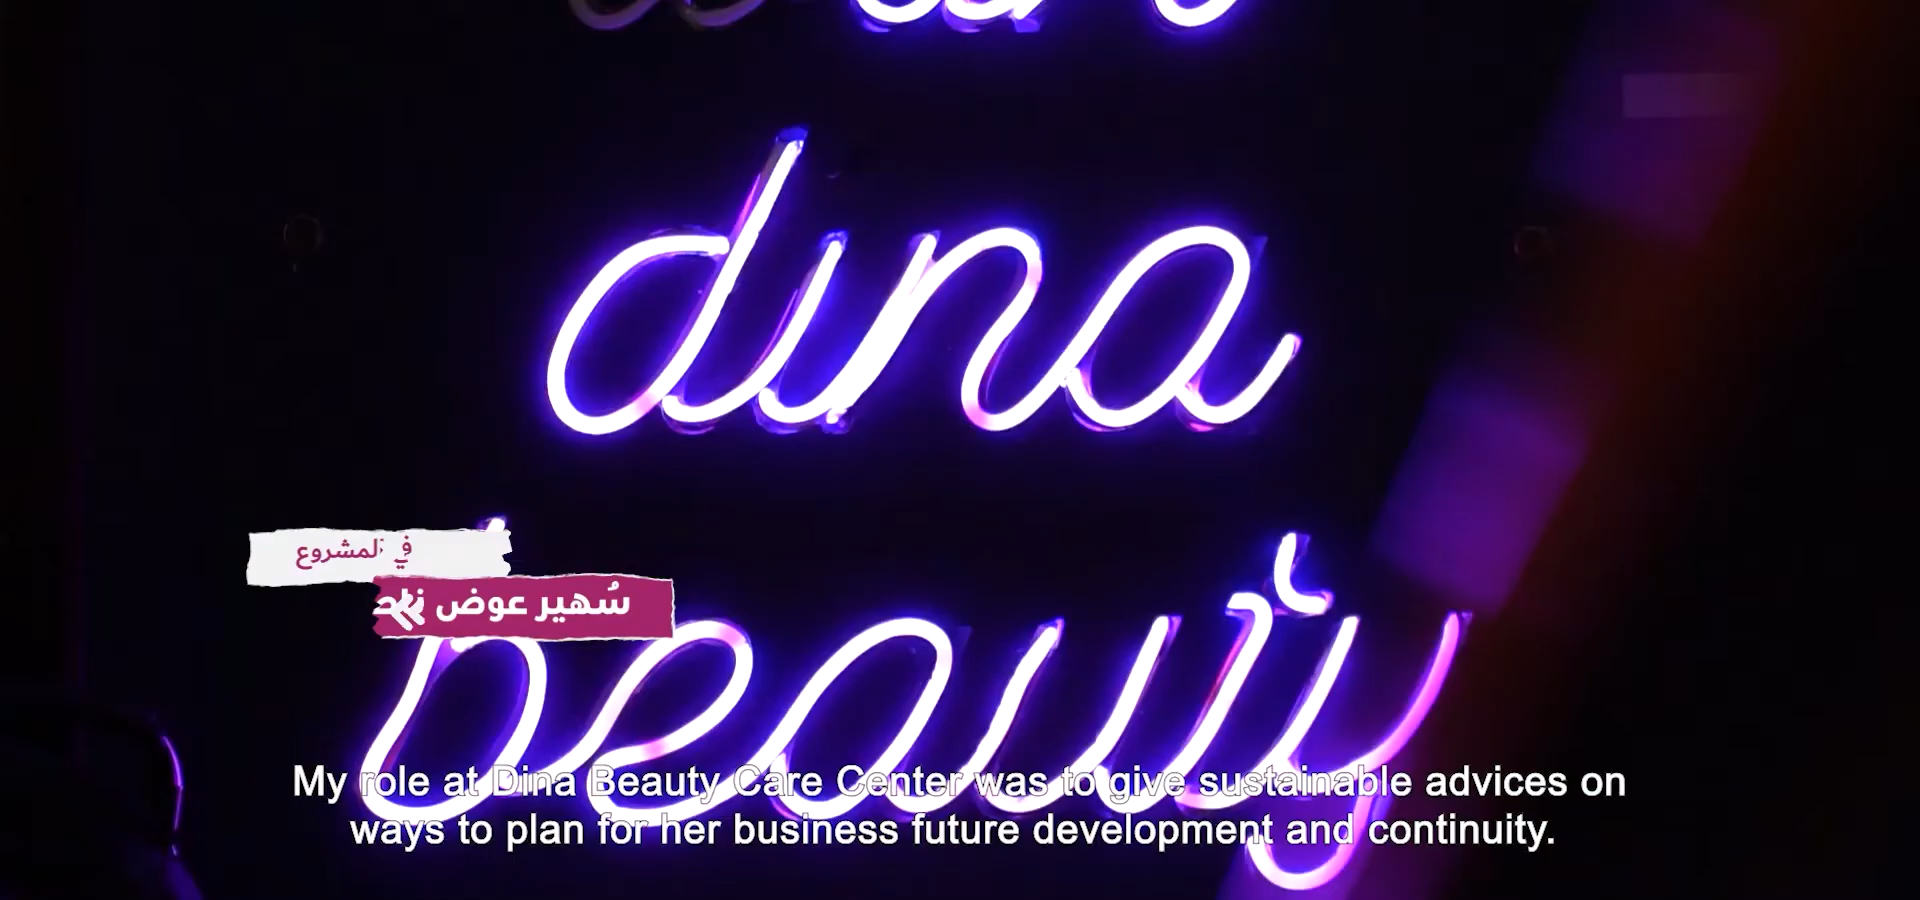 dina
beauty
في المشروع
سُهير عوض
My role at Dina Beauty Care Center was to give sustainable advices on
ways to plan for her business future development and continuity.